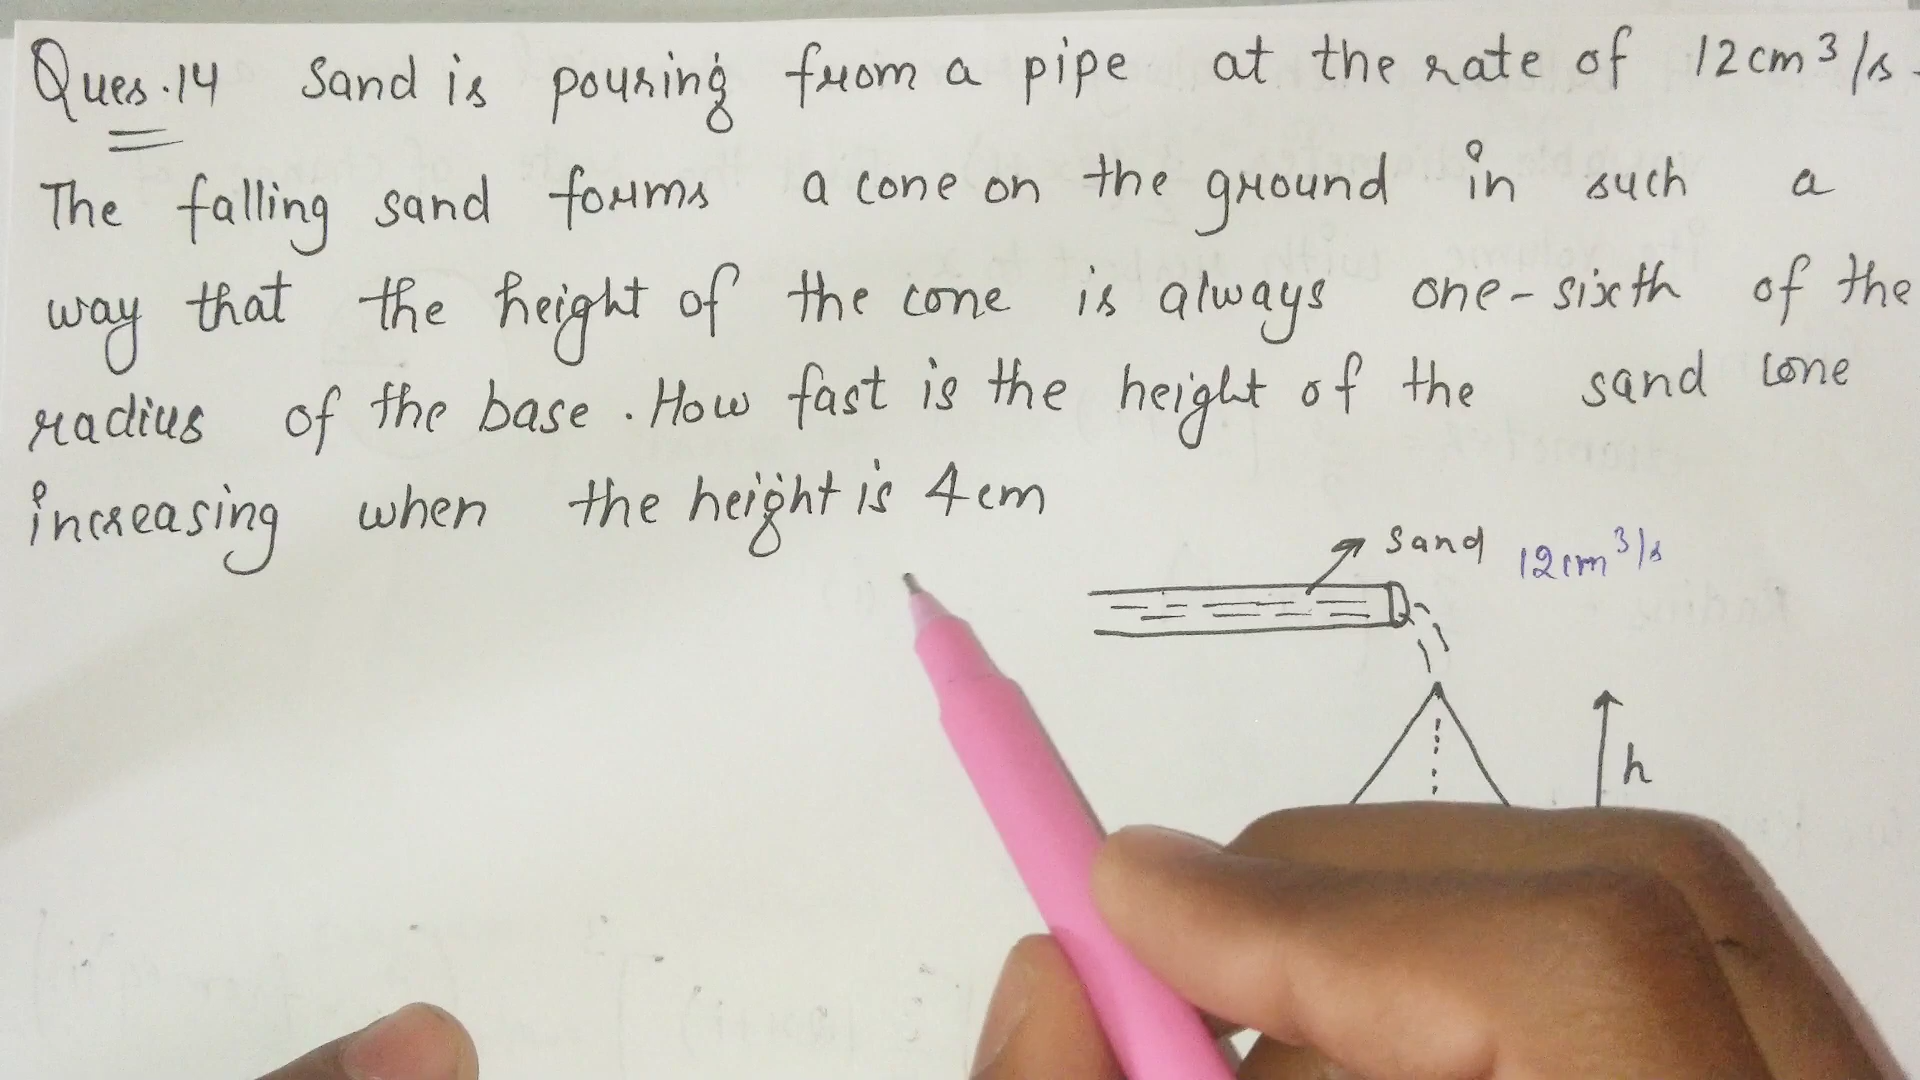 Ques.14 Sand is pouring from a pipe at the rate of 12cm³/s.
The falling sand forms a cone on the ground in such a
way that the height of the cone is always one-sixth of the
radius of the base. How fast is the height of the sand cone
increasing when the height is 4cm
Sand 12cm³/s
h